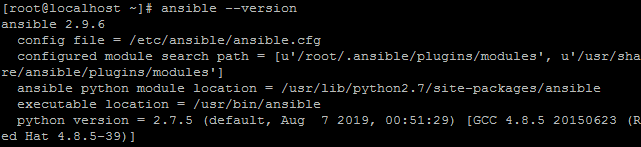 [root@localhost ~]# ansible --version
ansible 2.9.6
  config file = /etc/ansible/ansible.cfg
  configured module search path = [u'/root/.ansible/plugins/modules', u'/usr/sha
re/ansible/plugins/modules']
  ansible python module location = /usr/lib/python2.7/site-packages/ansible
  executable location = /usr/bin/ansible
  python version = 2.7.5 (default, Aug  7 2019, 00:51:29) [GCC 4.8.5 20150623 (R
ed Hat 4.8.5-39)]